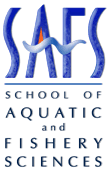 SAFS
SCHOOL OF
AQUATIC
and
FISHERY
SCIENCES